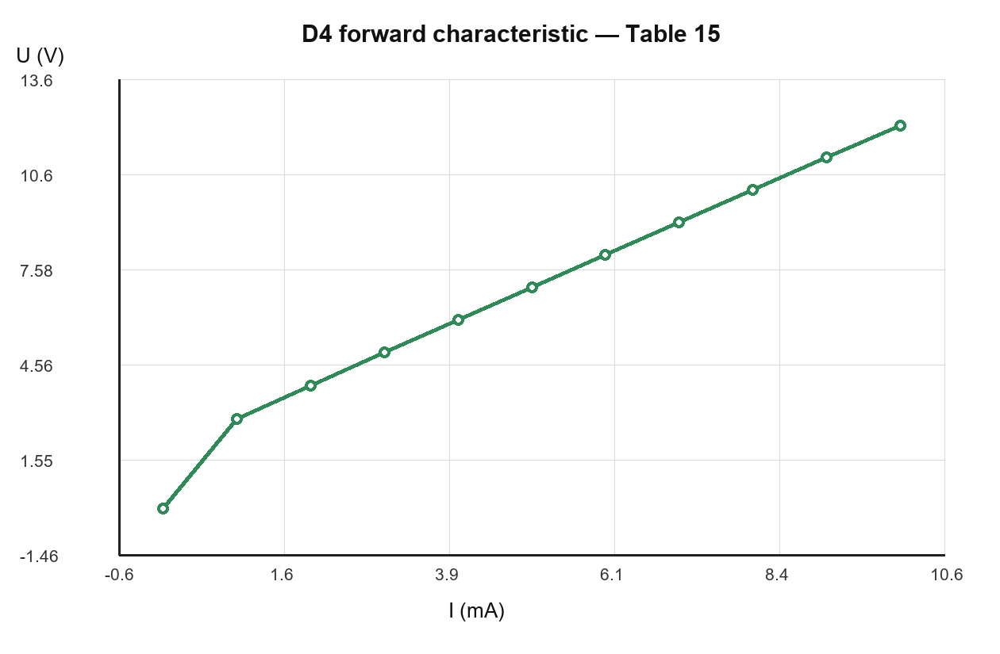 D4 forward characteristic — Table 15
U (V)
13.6
10.6
7.58
4.56
1.55
-1.46
-0.6 1.6 3.9 6.1 8.4 10.6
I (mA)